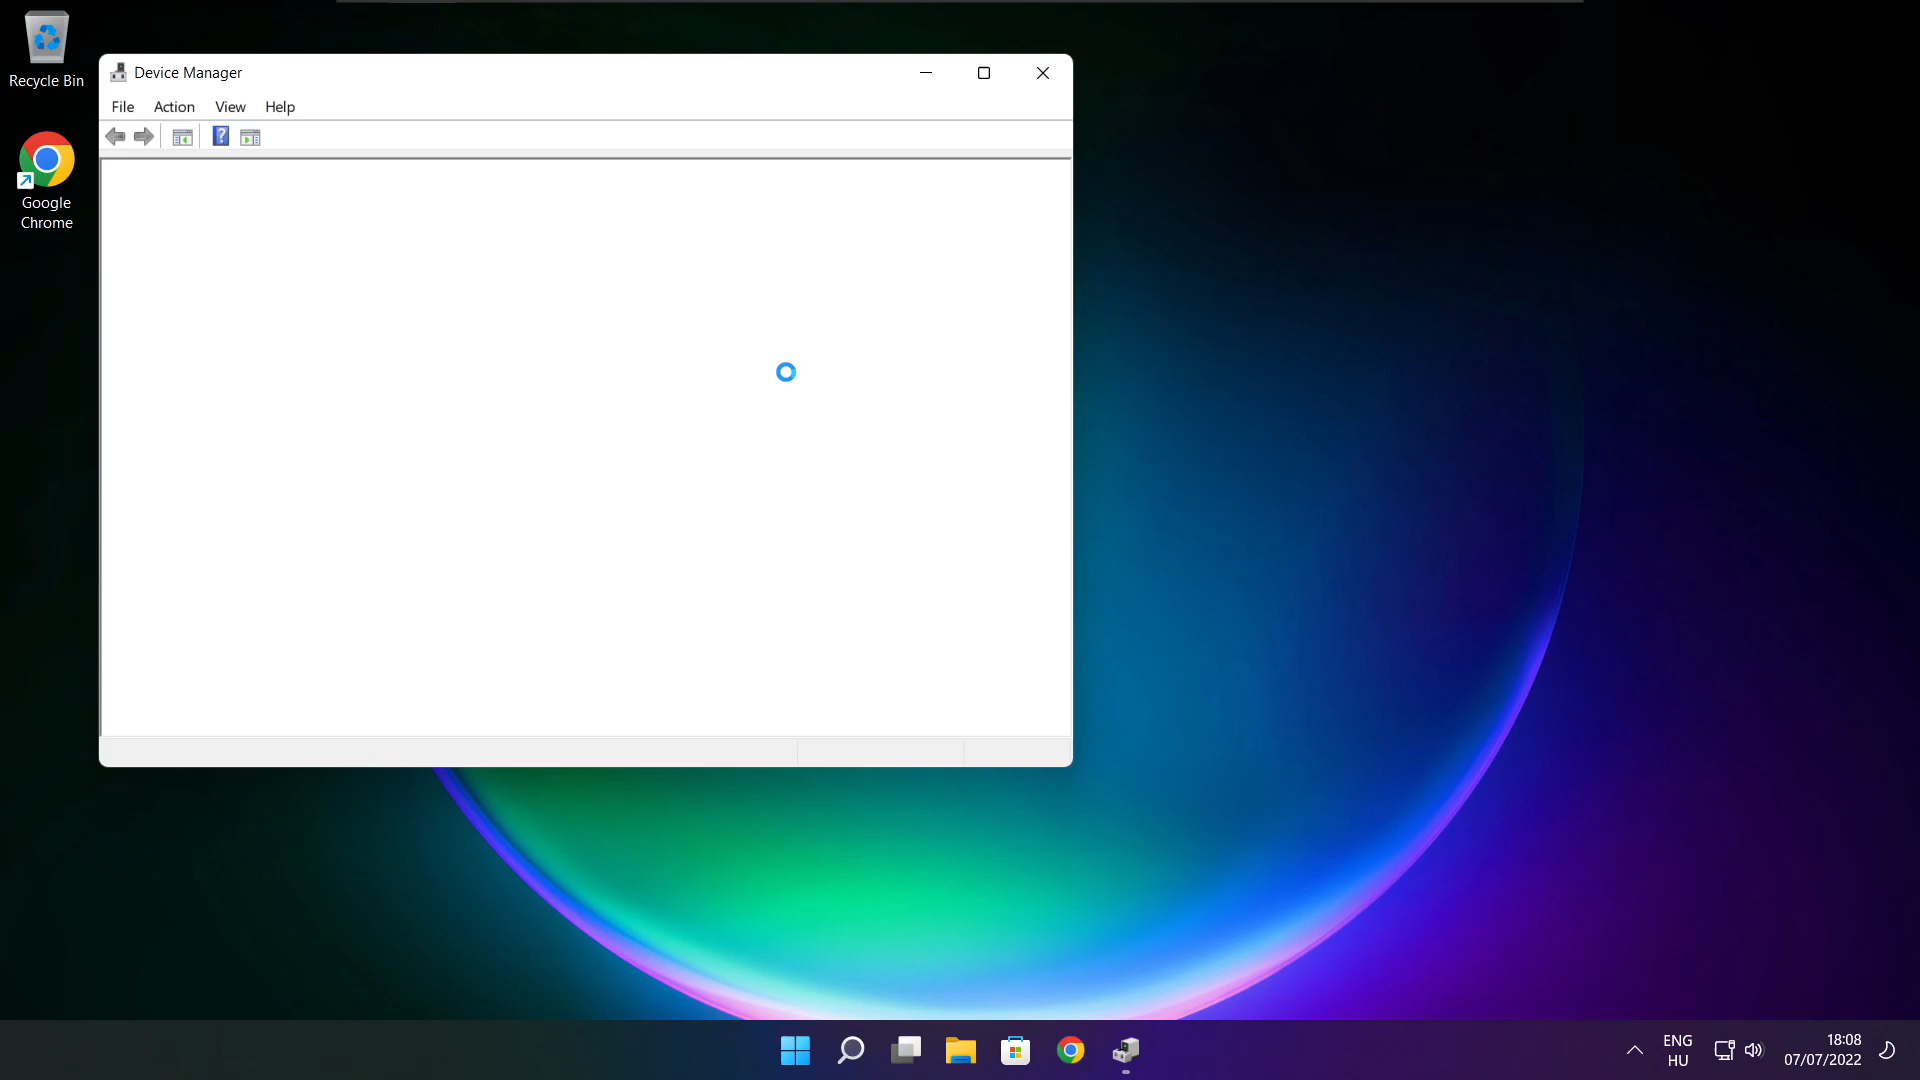 Recycle Bin
Google
Chrome
Device Manager
File Action View Help
?
ENG
HU
18:08
07/07/2022